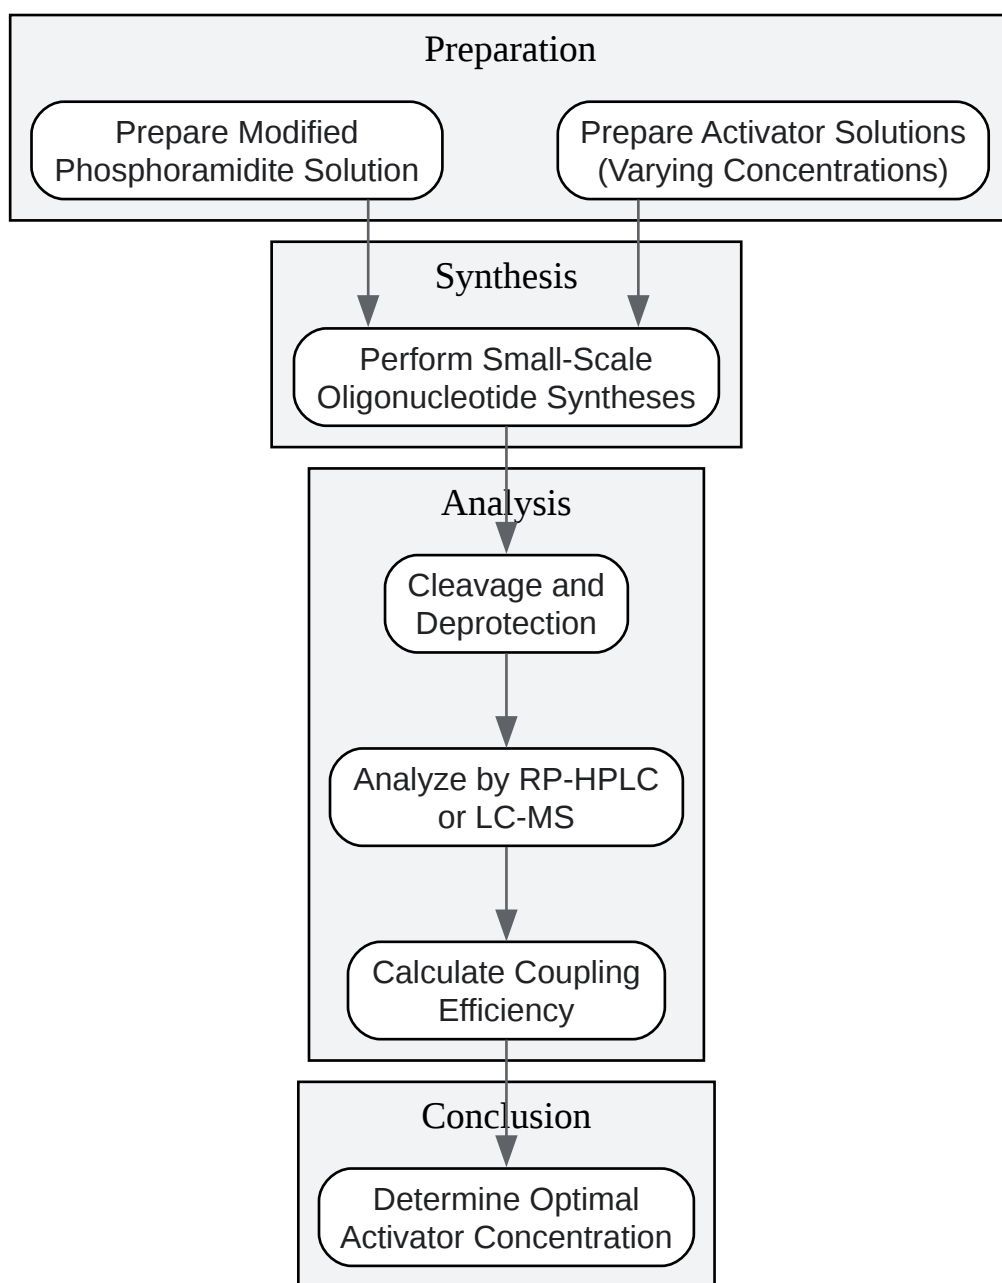 Preparation
Prepare Modified
Phosphoramidite Solution
Prepare Activator Solutions
(Varying Concentrations)
Synthesis
Perform Small-Scale
Oligonucleotide Syntheses
Analysis
Cleavage and
Deprotection
Analyze by RP-HPLC
or LC-MS
Calculate Coupling
Efficiency
Conclusion
Determine Optimal
Activator Concentration